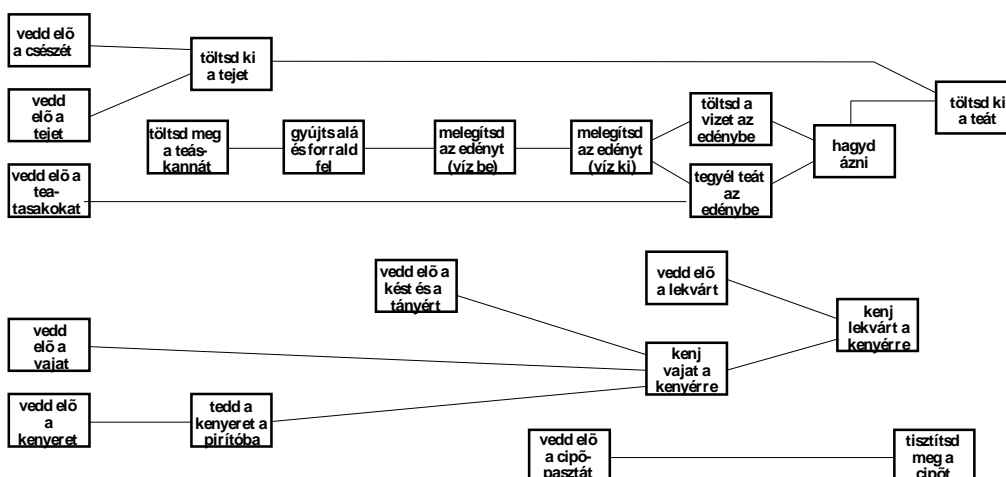 vedd elõ
a csészét
töltsd ki
a tejet
vedd
elõ a
tejet
töltsd meg
a teás-
kannát
gyújts alá
és forrald
fel
melegítsd
az edényt
(víz be)
melegítsd
az edényt
(víz ki)
töltsd a
vizet az
edénybe
tegyél teát
az
edénybe
hagyd
ázni
töltsd ki
a teát
vedd elõ a
tea-
tasakokat
vedd elõ a
kést és a
tányért
vedd elõ
a lekvárt
kenj
lekvárt a
kenyérre
vedd
elõ a
vajat
kenj
vajat a
kenyérre
vedd elõ
a
kenyeret
tedd a
kenyeret a
pirítóba
vedd elõ
a cipõ-
pasztát
tisztítsd
meg a
cipõt